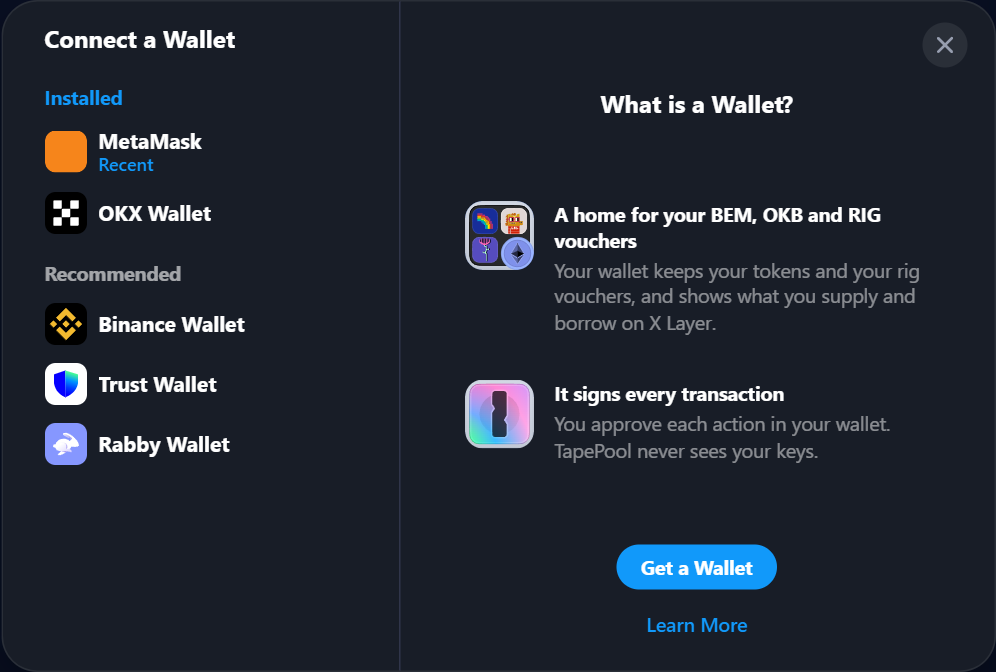 Connect a Wallet
Installed
MetaMask
Recent
OKX Wallet
Recommended
Binance Wallet
Trust Wallet
Rabby Wallet
What is a Wallet?
A home for your BEM, OKB and RIG
vouchers
Your wallet keeps your tokens and your rig
vouchers, and shows what you supply and
borrow on X Layer.
It signs every transaction
You approve each action in your wallet.
TapePool never sees your keys.
Get a Wallet
Learn More